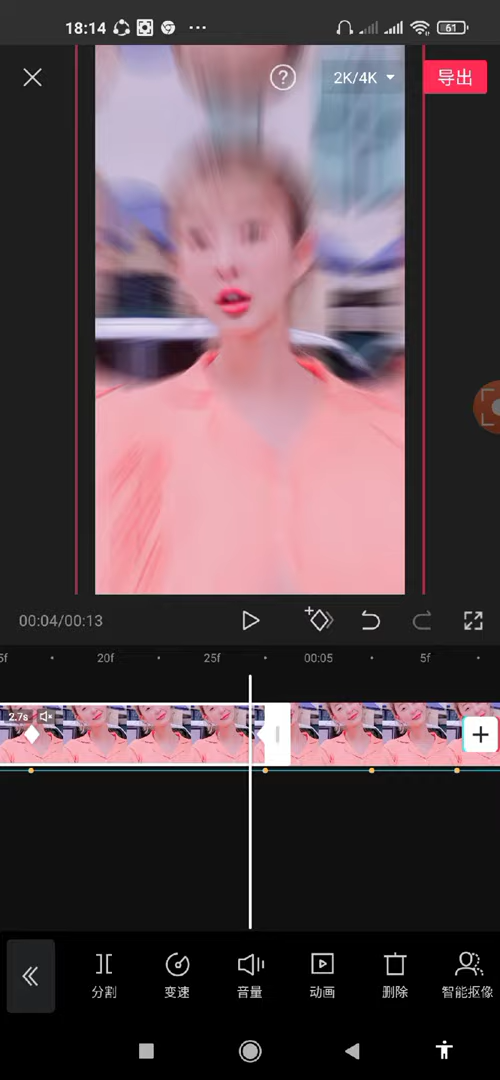 18:14 61
2K/4K 导出
00:04/00:13
5f 20f 25f 00:05 5f
2.7s
分割 变速 音量 动画 删除 智能抠像